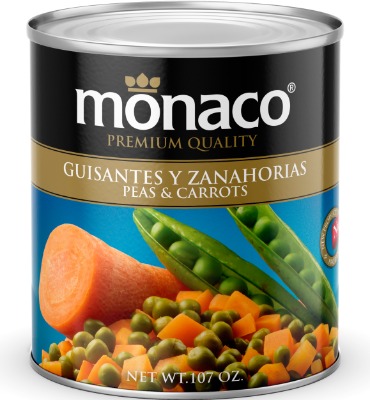 monaco®
PREMIUM QUALITY
GUISANTES Y ZANAHORIAS
PEAS & CARROTS
NET WT.107 OZ.